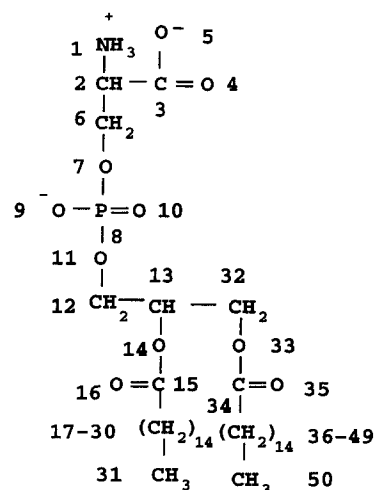 +
1 NH3 O− 5
2 CH — C = O 4
6 CH2 3
7 O
9 −O — P = O 10
8
11 O 13 32
12 CH2 — CH — CH2
14 O O 33
16 O = C 15 C = O 35
34
17-30 (CH2)14 (CH2)14 36-49
31 CH3 CH3 50